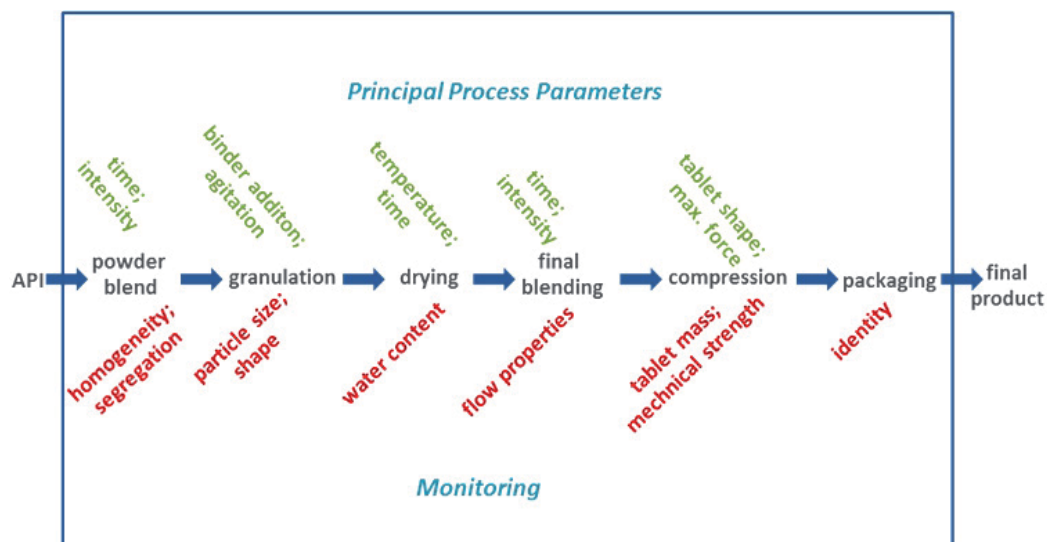 Principal Process Parameters
time;
intensity
binder additon;
agitation
temperature;
time
time;
intensity
tablet shape;
max. force
API
powder
blend
granulation
drying
final
blending
compression
packaging
final
product
homogeneity;
segregation
particle size;
shape
water content
flow properties
tablet mass;
mechnical strength
identity
Monitoring